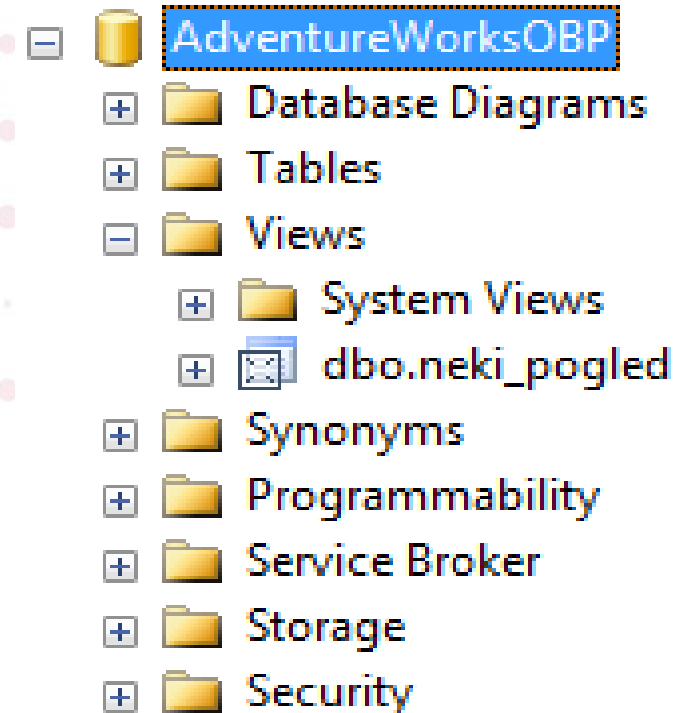 AdventureWorksOBP
Database Diagrams
Tables
Views
System Views
dbo.neki_pogled
Synonyms
Programmability
Service Broker
Storage
Security